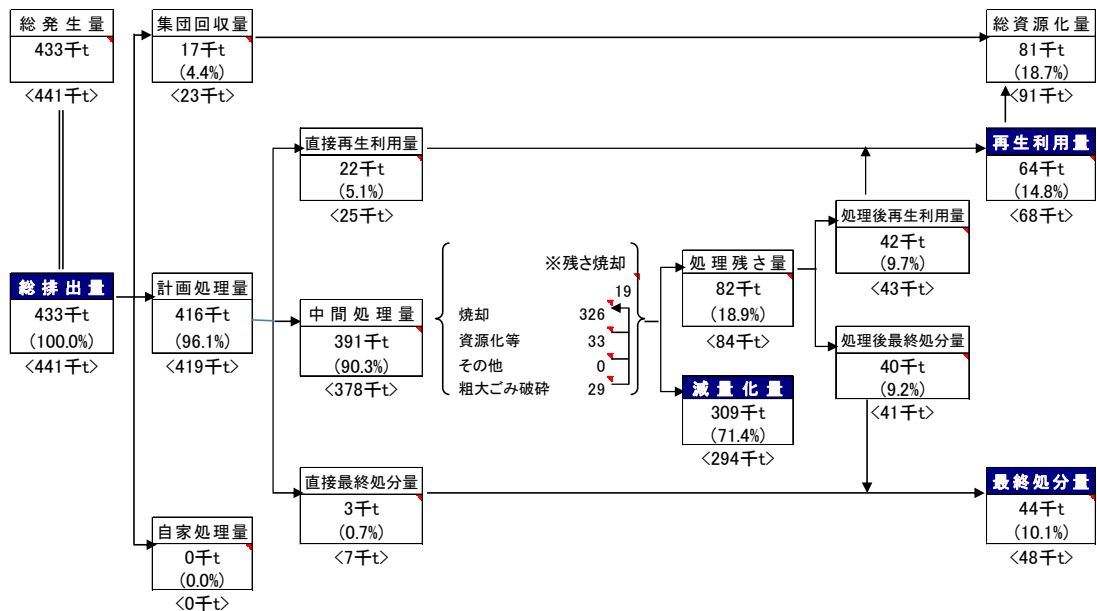 総発生量
433千t
<441千t>
総排出量
433千t
(100.0%)
<441千t>
集団回収量
17千t
(4.4%)
<23千t>
計画処理量
416千t
(96.1%)
<419千t>
自家処理量
0千t
(0.0%)
<0千t>
直接再生利用量
22千t
(5.1%)
<25千t>
中間処理量
391千t
(90.3%)
<378千t>
直接最終処分量
3千t
(0.7%)
<7千t>
※残さ焼却
19
焼却 326
資源化等 33
その他 0
粗大ごみ破砕 29
処理残さ量
82千t
(18.9%)
<84千t>
減量化量
309千t
(71.4%)
<294千t>
処理後再生利用量
42千t
(9.7%)
<43千t>
処理後最終処分量
40千t
(9.2%)
<41千t>
総資源化量
81千t
(18.7%)
<91千t>
再生利用量
64千t
(14.8%)
<68千t>
最終処分量
44千t
(10.1%)
<48千t>